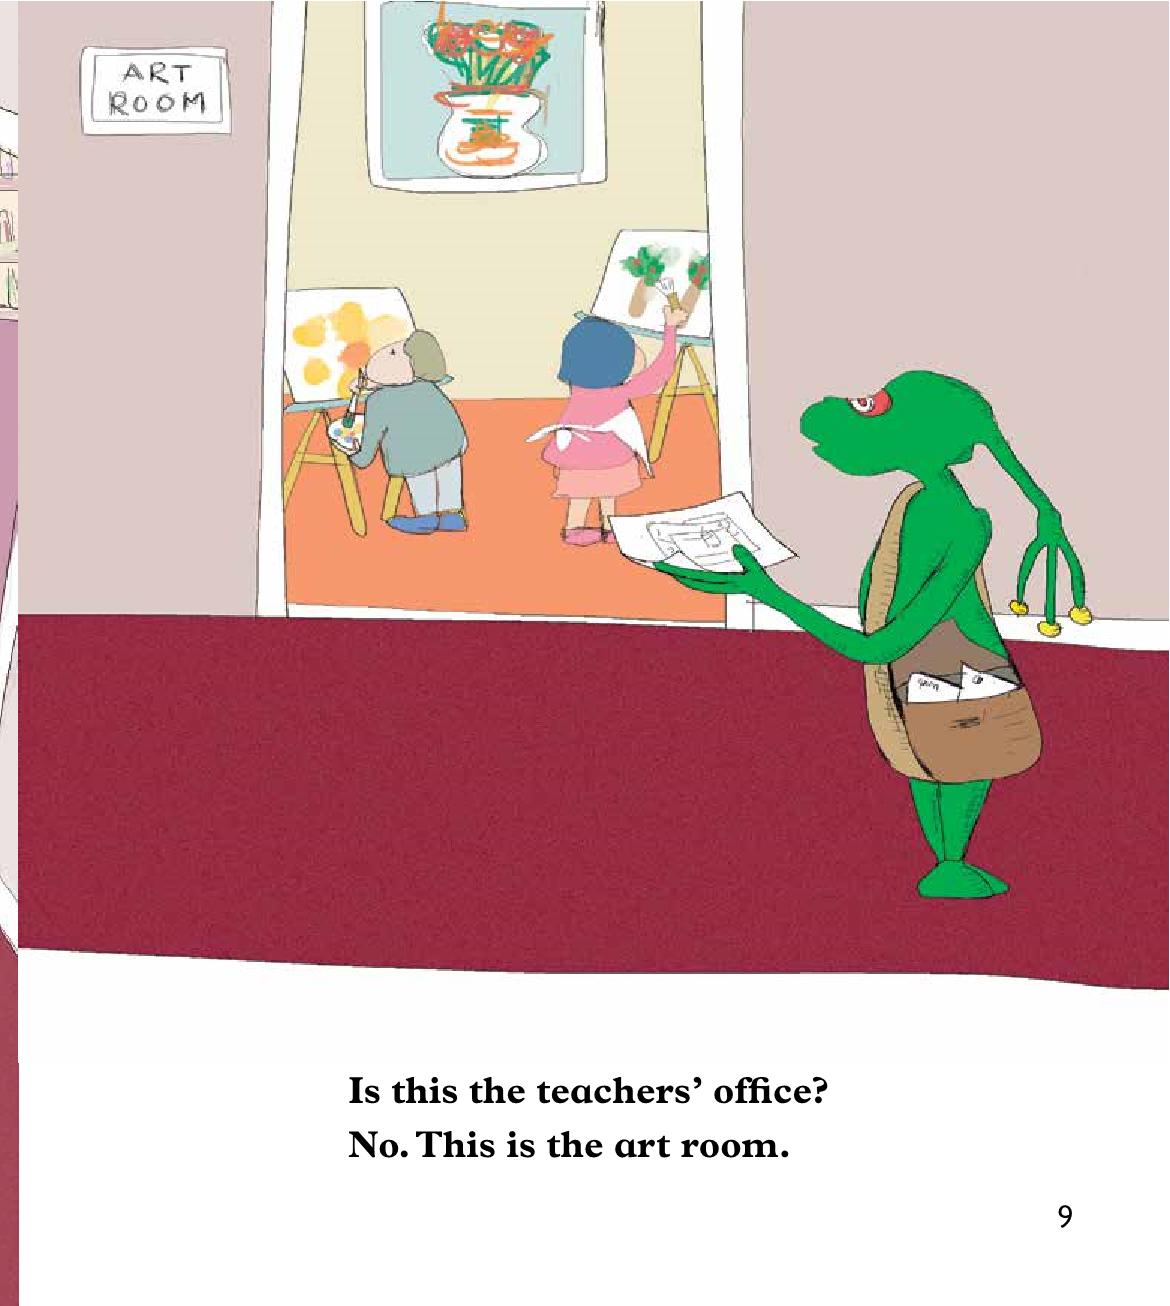 ART
ROOM
Is this the teachers’ office?
No. This is the art room.
9